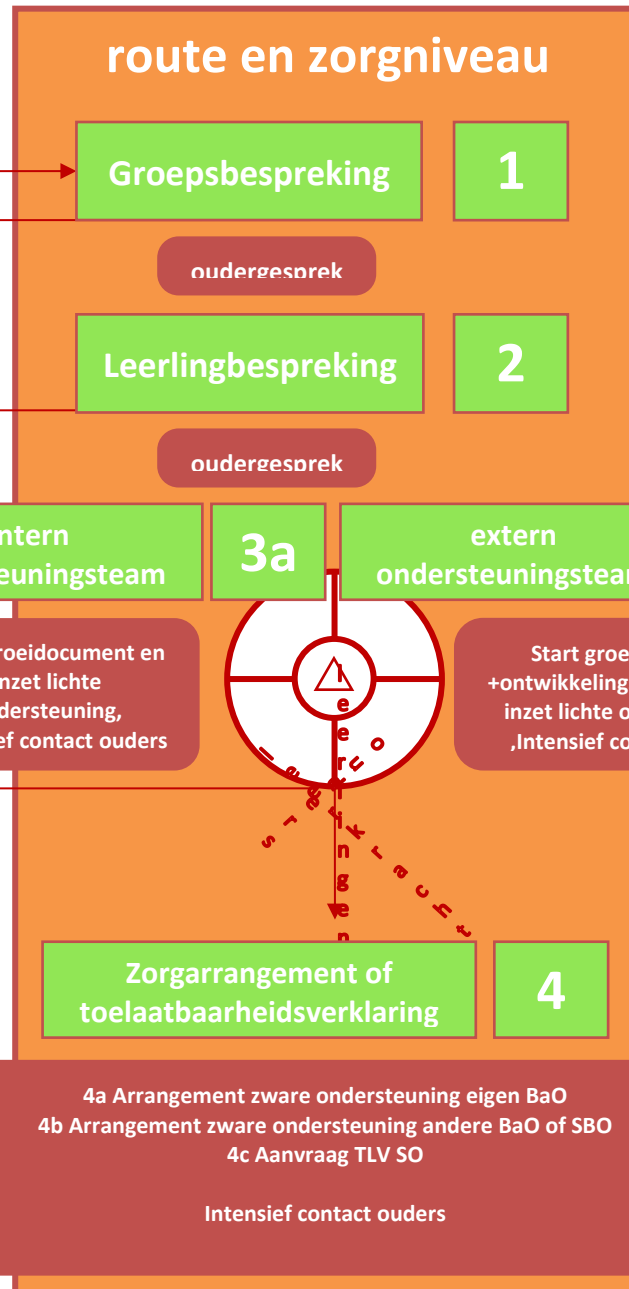 route en zorgniveau
Groepsbespreking
1
oudergesprek
Leerlingbespreking
2
oudergesprek
ntern
euningsteam
3a
extern
ondersteuningstea
roeidocument en
nzet lichte
dersteuning,
ef contact ouders
Start groe
+ontwikkeling
inzet lichte o
,Intensief co
leerlingen
Zorgarrangement of
toelaatbaarheidsverklaring
4
4a Arrangement zware ondersteuning eigen BaO
4b Arrangement zware ondersteuning andere BaO of SBO
4c Aanvraag TLV SO
Intensief contact ouders